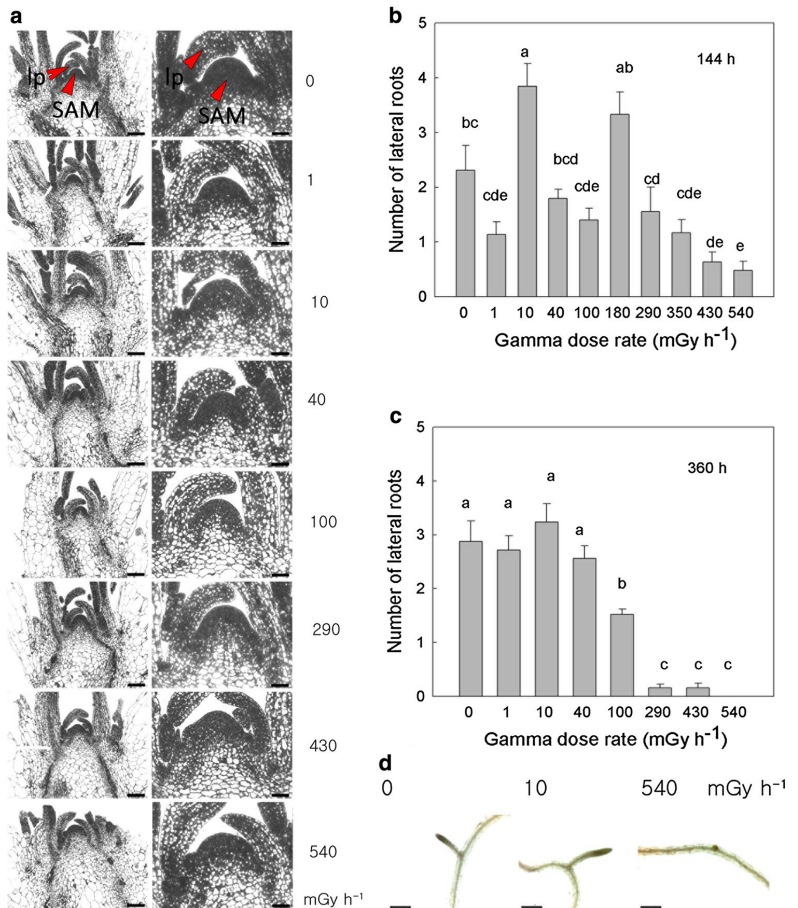 a
lp
SAM
lp
SAM
0
1
10
40
100
290
430
540
mGy h⁻¹
b
144 h
Number of lateral roots
5
4
3
2
1
0
bc
cde
a
bcd
cde
ab
cd
cde
de
e
0 1 10 40 100 180 290 350 430 540
Gamma dose rate (mGy h⁻¹)
c
360 h
Number of lateral roots
5
4
3
2
1
0
a
a
a
a
b
c
c
c
0 1 10 40 100 290 430 540
Gamma dose rate (mGy h⁻¹)
d
0 10 540 mGy h⁻¹